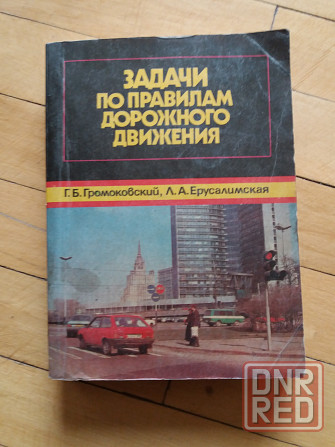 ЗАДАЧИ
ПО ПРАВИЛАМ
ДОРОЖНОГО
ДВИЖЕНИЯ
Г. Б. Громоковский, Л. А. Ерусалимская
DNR
RED